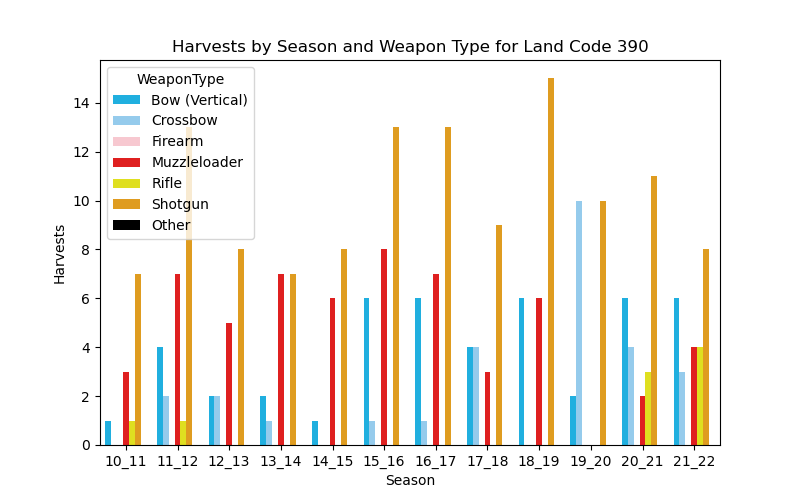 Harvests by Season and Weapon Type for Land Code 390
WeaponType
Bow (Vertical)
Crossbow
Firearm
Muzzleloader
Rifle
Shotgun
Other
14
12
10
8
6
4
2
0
Harvests
10_11 11_12 12_13 13_14 14_15 15_16 16_17 17_18 18_19 19_20 20_21 21_22
Season